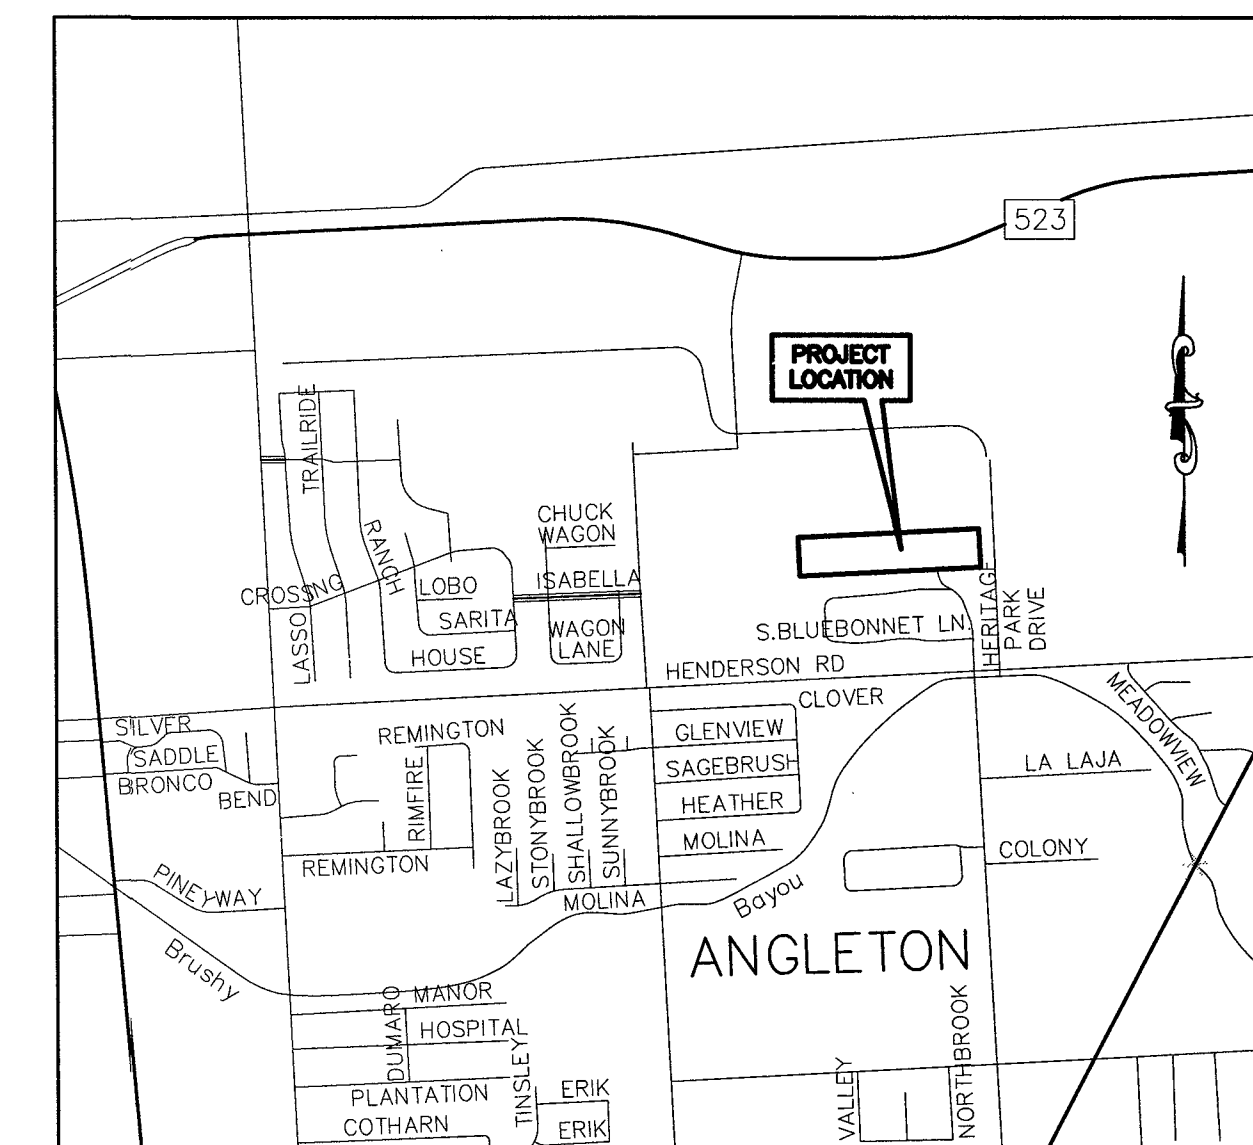 523
PROJECT
LOCATION
TRAILRIDE
RANCH
CHUCK
WAGON
ISABELLA
CROSSNG
LOBO
SARITA
LASSO
HOUSE
WAGON
LANE
S.BLUEBONNET LN.
HERITAGE
PARK
DRIVE
HENDERSON RD
CLOVER
MEADOWVIEW
SILVER
SADDLE
BRONCO
BEND
REMINGTON
RIMFIRE
REMINGTON
LAZYBROOK
STONYBROOK
SHALLOWBROOK
SUNNYBROOK
GLENVIEW
SAGEBRUSH
HEATHER
MOLINA
LA LAJA
COLONY
PINEYWAY
MOLINA
Bayou
Brushy
ANGLETON
MANOR
DUMARO
HOSPITAL
PLANTATION
COTHARN
TINSLEY
ERIK
ERIK
VALLEY
NORTHBROOK